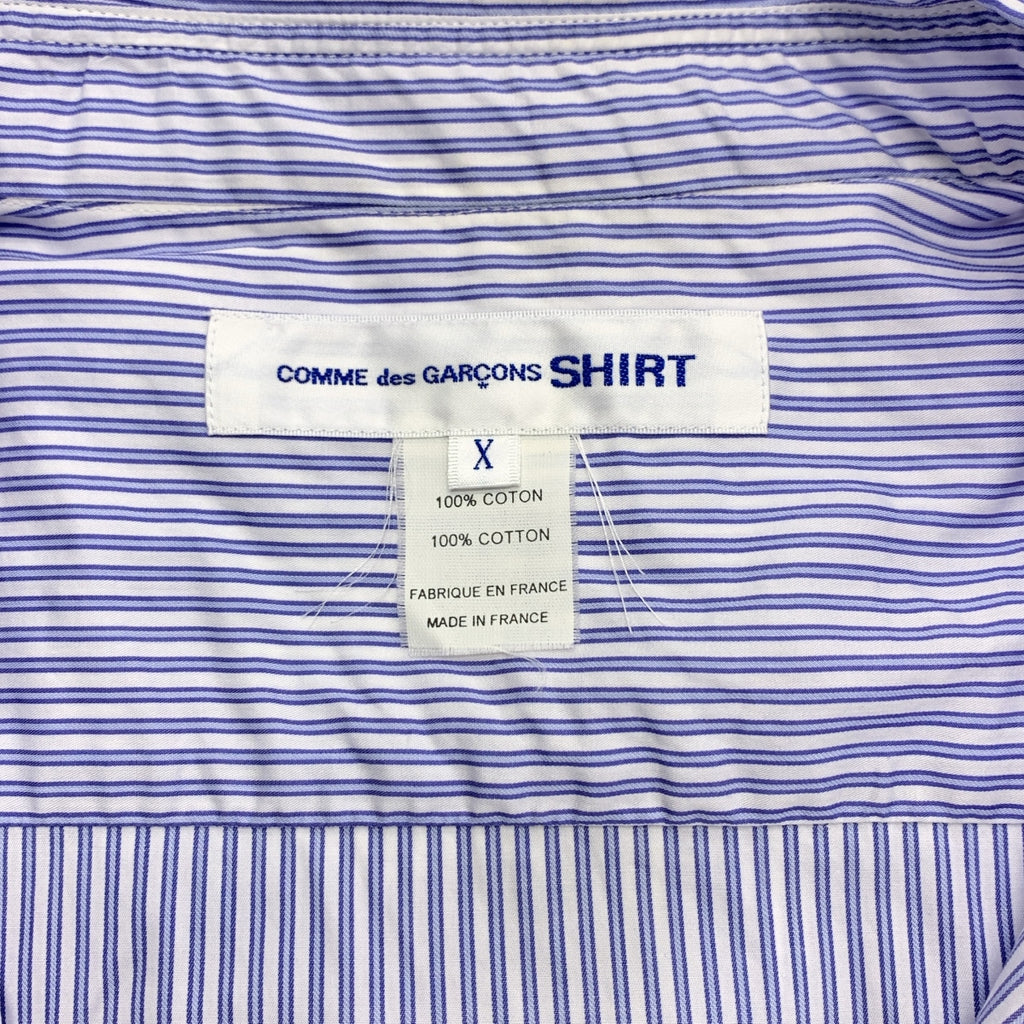 COMME des GARÇONS SHIRT
X
100% COTON
100% COTTON
FABRIQUE EN FRANCE
MADE IN FRANCE